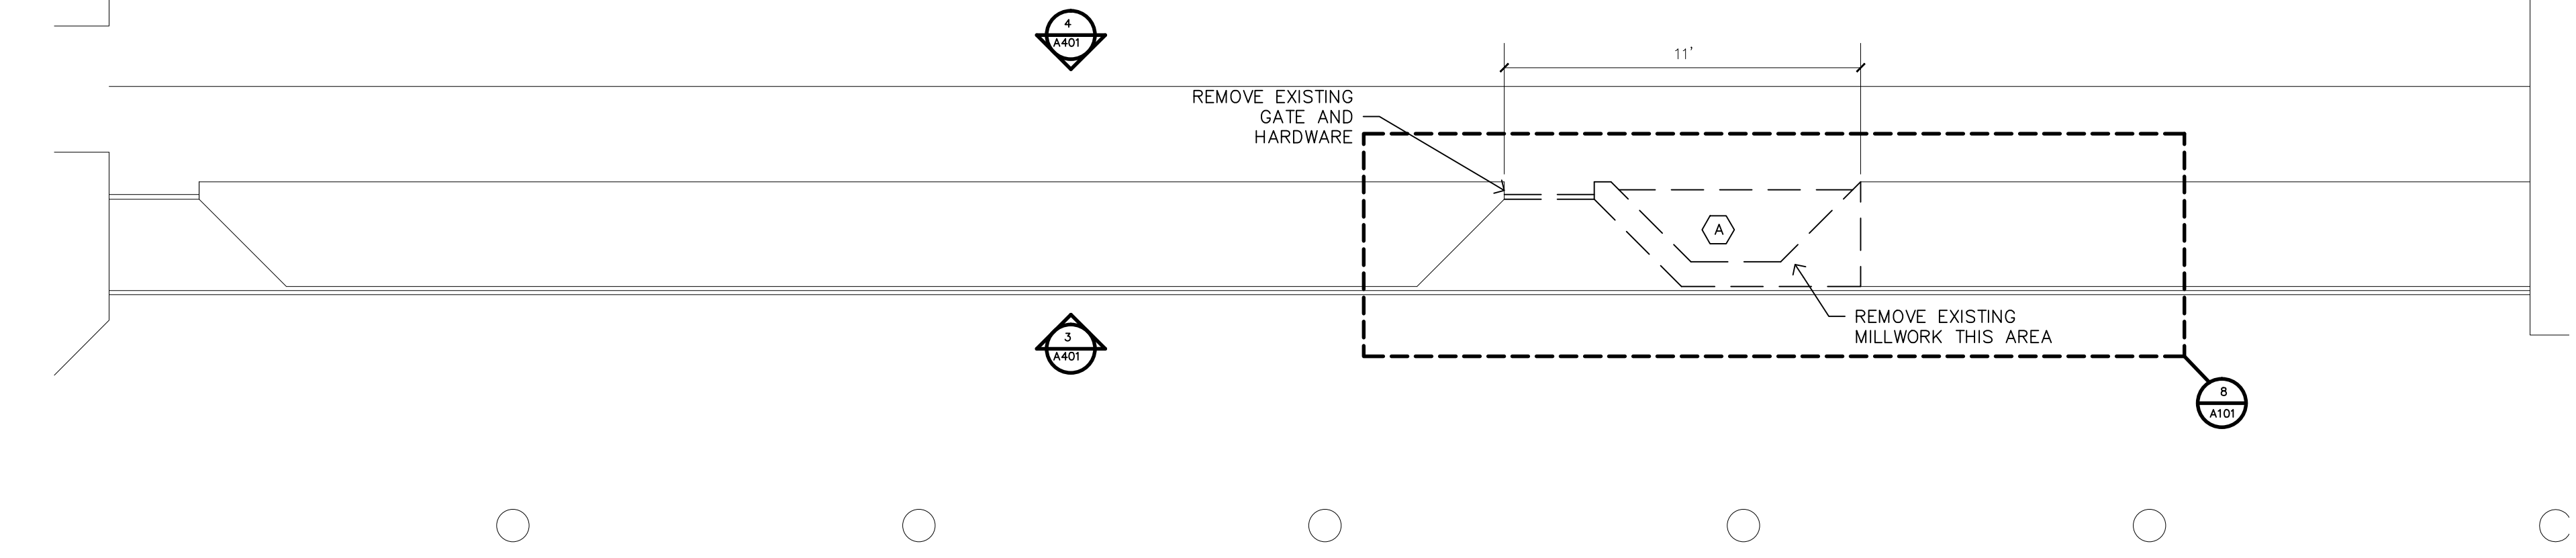 4
A401
11'
REMOVE EXISTING
GATE AND
HARDWARE
A
REMOVE EXISTING
MILLWORK THIS AREA
3
A401
8
A101